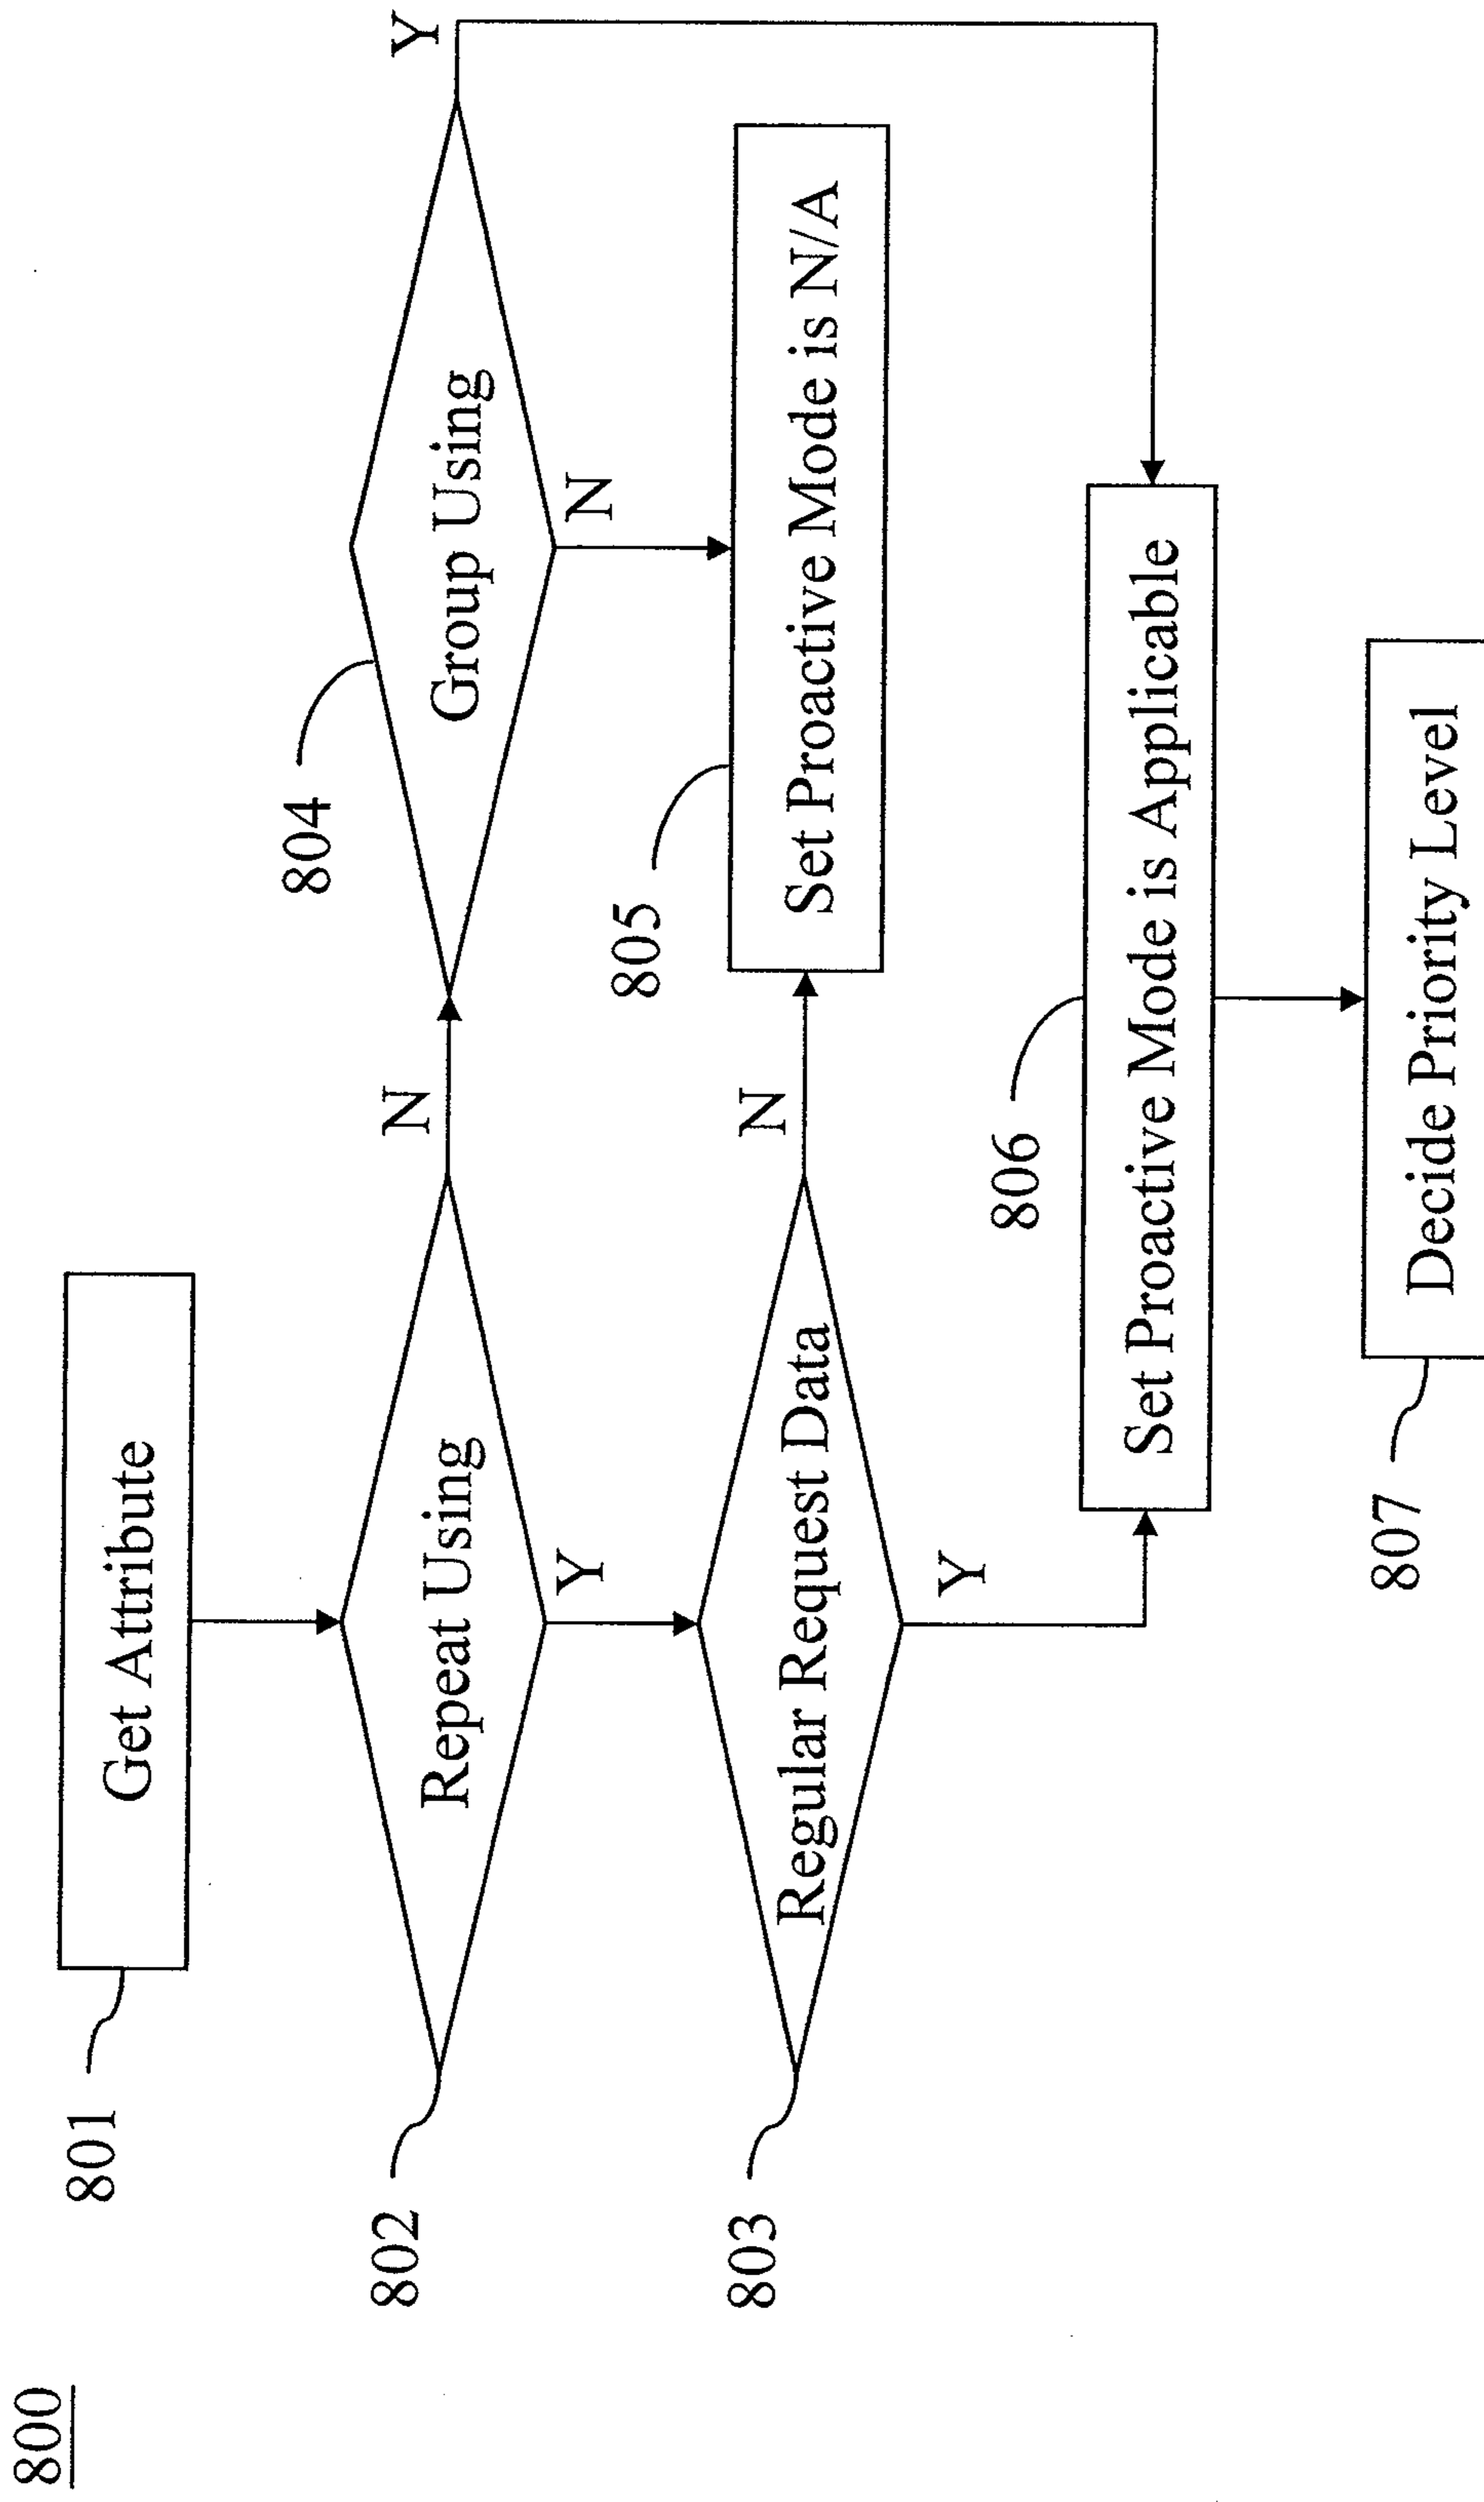 800
801
Get Attribute
802
Repeat Using
N
804
Group Using
Y
Y
N
803
Regular Request Data
N
805
Set Proactive Mode is N/A
Y
806
Set Proactive Mode is Applicable
807
Decide Priority Level